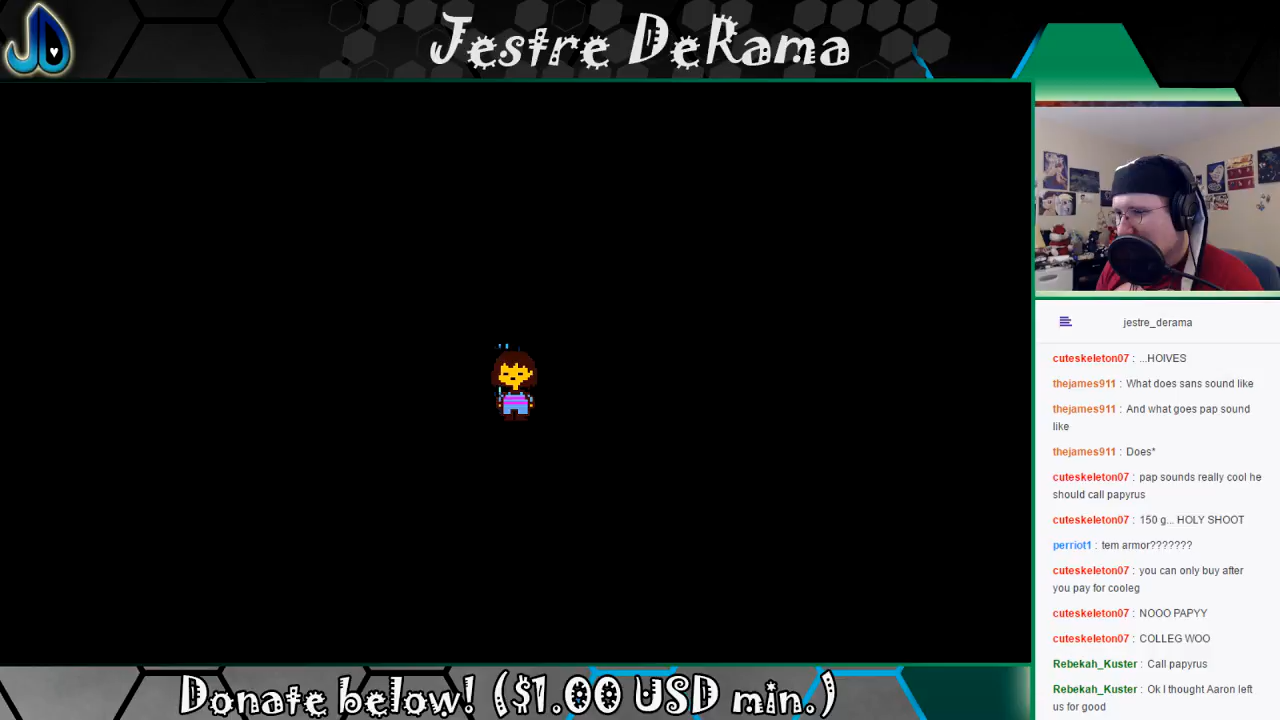 JD
Jestre DeRama
jestre_derama
cuteskeleton07 : ...HOIVES
thejames911 : What does sans sound like
thejames911 : And what goes pap sound
like
thejames911 : Does*
cuteskeleton07 : pap sounds really cool he
should call papyrus
cuteskeleton07 : 150 g... HOLY SHOOT
perriot1 : tem armor???????
cuteskeleton07 : you can only buy after
you pay for cooleg
cuteskeleton07 : NOOO PAPYY
cuteskeleton07 : COLLEG WOO
Rebekah_Kuster : Call papyrus
Rebekah_Kuster : Ok I thought Aaron left
us for good
Donate below! ($1.00 USD min.)